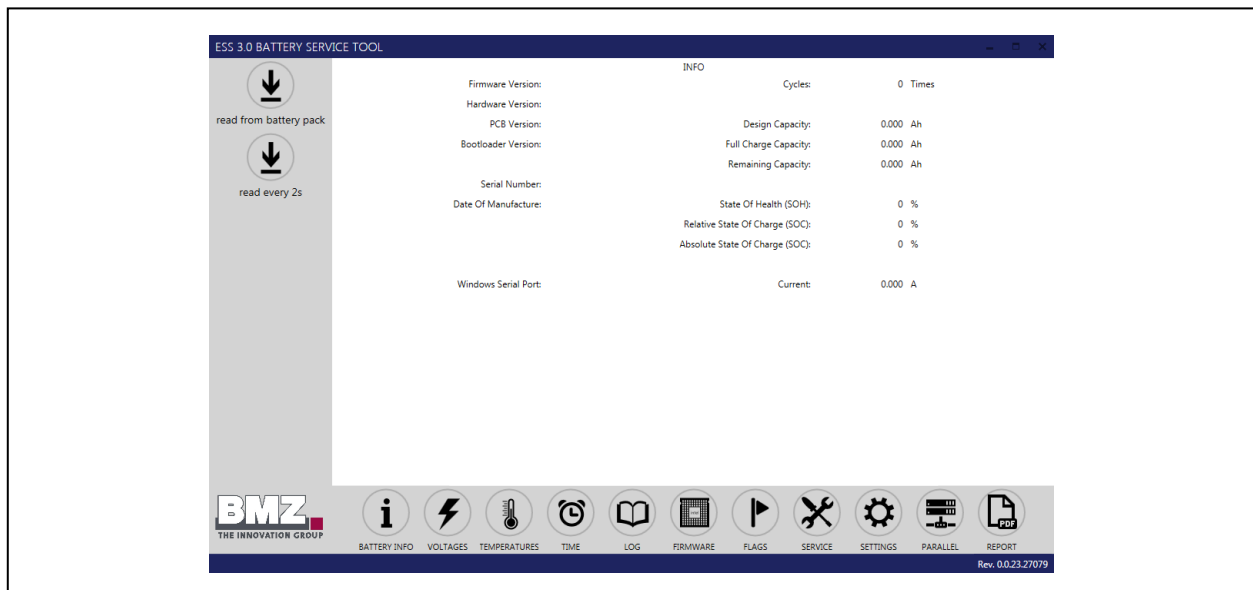 ESS 3.0 BATTERY SERVICE TOOL
read from battery pack
read every 2s
INFO
Firmware Version:
Cycles: 0 Times
Hardware Version:
PCB Version:
Design Capacity: 0.000 Ah
Bootloader Version:
Full Charge Capacity: 0.000 Ah
Remaining Capacity: 0.000 Ah
Serial Number:
Date Of Manufacture:
State Of Health (SOH): 0 %
Relative State Of Charge (SOC): 0 %
Absolute State Of Charge (SOC): 0 %
Windows Serial Port:
Current: 0.000 A
BMZ
THE INNOVATION GROUP
BATTERY INFO VOLTAGES TEMPERATURES TIME LOG FIRMWARE FLAGS SERVICE SETTINGS PARALLEL PDF REPORT
Rev. 0.0.23.27079